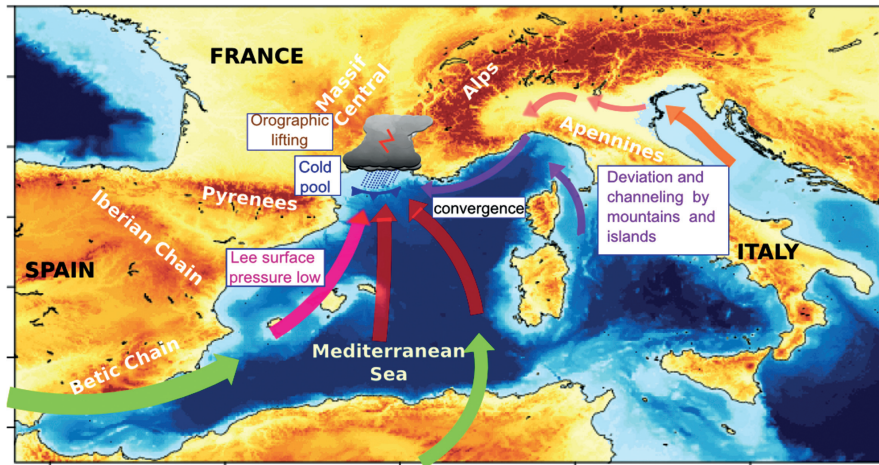 FRANCE
Massif
Central
Alps
Orographic
lifting
Apennines
Cold
pool
Pyrenees
convergence
Deviation and
channeling by
mountains and
islands
Iberian Chain
SPAIN
Lee surface
pressure low
ITALY
Mediterranean
Sea
Betic Chain